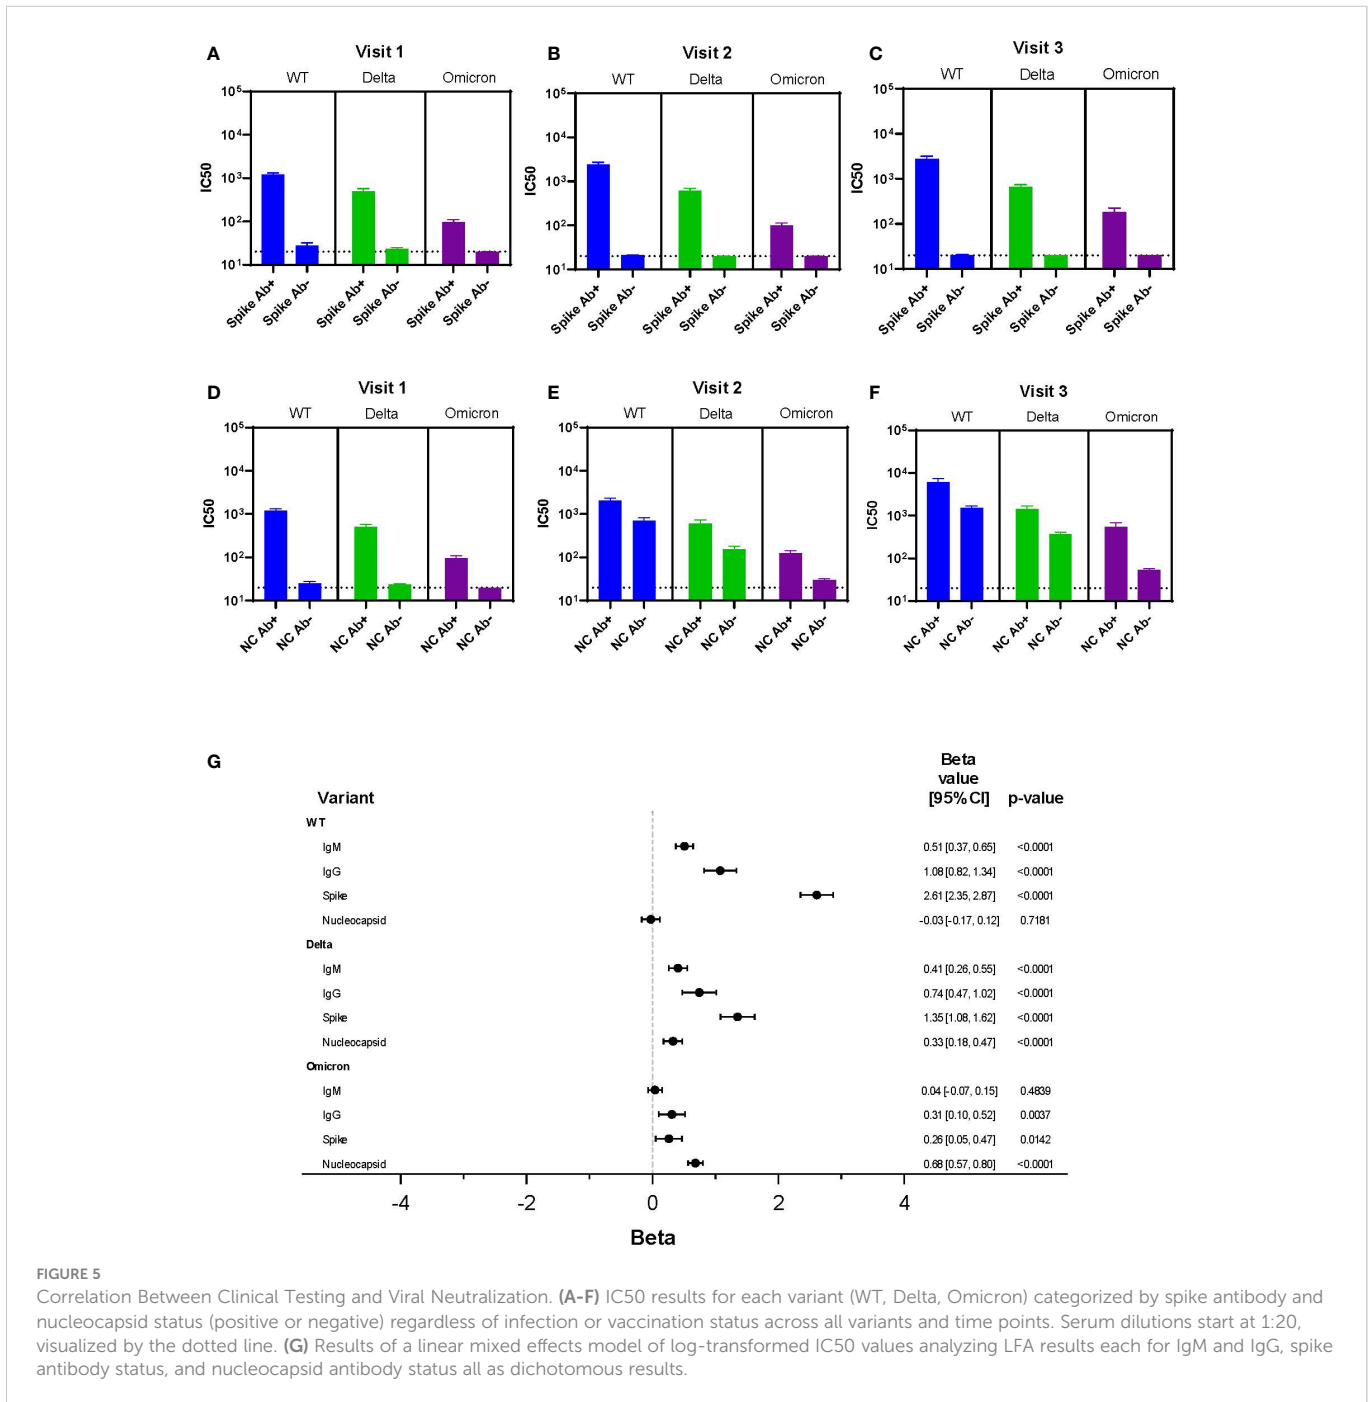 A
Visit 1
WT Delta Omicron
IC50
10⁵
10⁴
10³
10²
10¹
Spike Ab+ Spike Ab- Spike Ab+ Spike Ab- Spike Ab+ Spike Ab-
B
Visit 2
WT Delta Omicron
IC50
10⁵
10⁴
10³
10²
10¹
Spike Ab+ Spike Ab- Spike Ab+ Spike Ab- Spike Ab+ Spike Ab-
C
Visit 3
WT Delta Omicron
IC50
10⁵
10⁴
10³
10²
10¹
Spike Ab+ Spike Ab- Spike Ab+ Spike Ab- Spike Ab+ Spike Ab-
D
Visit 1
WT Delta Omicron
IC50
10⁵
10⁴
10³
10²
10¹
NC Ab+ NC Ab- NC Ab+ NC Ab- NC Ab+ NC Ab-
E
Visit 2
WT Delta Omicron
IC50
10⁵
10⁴
10³
10²
10¹
NC Ab+ NC Ab- NC Ab+ NC Ab- NC Ab+ NC Ab-
F
Visit 3
WT Delta Omicron
IC50
10⁵
10⁴
10³
10²
10¹
NC Ab+ NC Ab- NC Ab+ NC Ab- NC Ab+ NC Ab-
G
Beta
value
Variant [95%CI] p-value
WT
IgM 0.51 [0.37, 0.65] <0.0001
IgG 1.08 [0.82, 1.34] <0.0001
Spike 2.61 [2.35, 2.87] <0.0001
Nucleocapsid -0.03 [-0.17, 0.12] 0.7181
Delta
IgM 0.41 [0.26, 0.55] <0.0001
IgG 0.74 [0.47, 1.02] <0.0001
Spike 1.35 [1.08, 1.62] <0.0001
Nucleocapsid 0.33 [0.18, 0.47] <0.0001
Omicron
IgM 0.04 [-0.07, 0.15] 0.4839
IgG 0.31 [0.10, 0.52] 0.0037
Spike 0.26 [0.05, 0.47] 0.0142
Nucleocapsid 0.68 [0.57, 0.80] <0.0001
-4 -2 0 2 4
Beta
FIGURE 5
Correlation Between Clinical Testing and Viral Neutralization. (A-F) IC50 results for each variant (WT, Delta, Omicron) categorized by spike antibody and
nucleocapsid status (positive or negative) regardless of infection or vaccination status across all variants and time points. Serum dilutions start at 1:20,
visualized by the dotted line. (G) Results of a linear mixed effects model of log-transformed IC50 values analyzing LFA results each for IgM and IgG, spike
antibody status, and nucleocapsid antibody status all as dichotomous results.